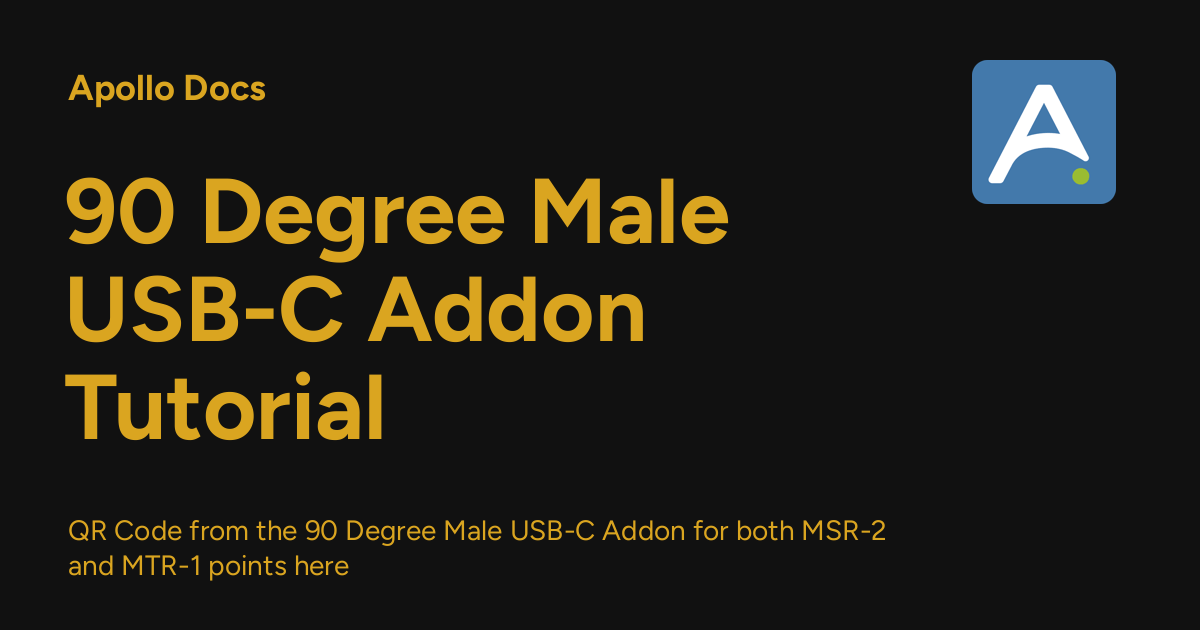 Apollo Docs
90 Degree Male
USB-C Addon
Tutorial
QR Code from the 90 Degree Male USB-C Addon for both MSR-2
and MTR-1 points here